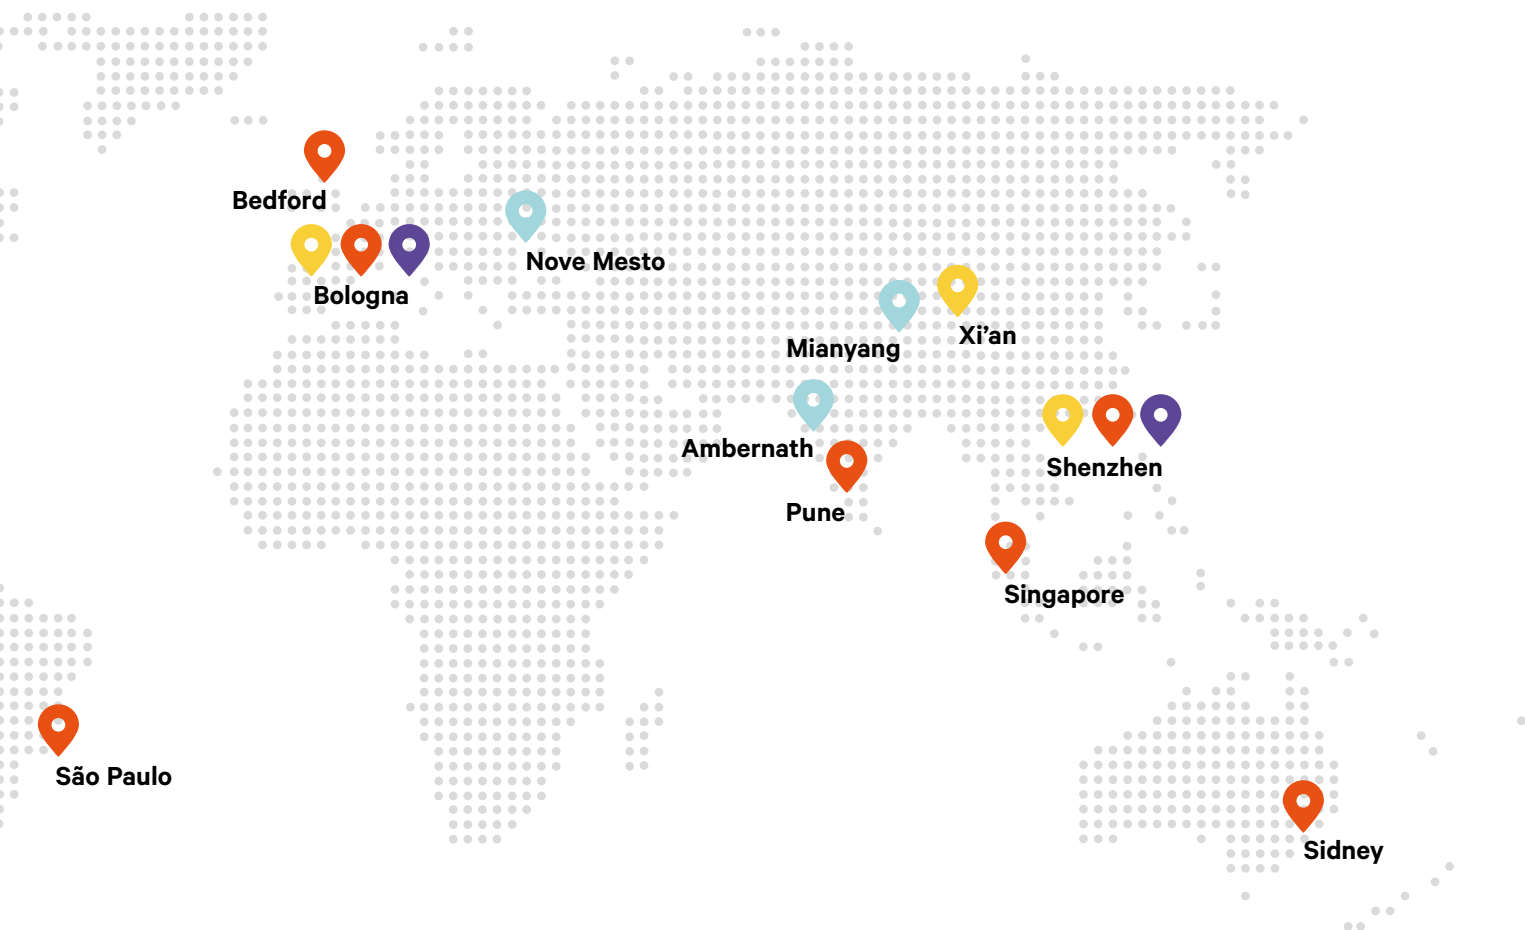 Bedford
Nove Mesto
Bologna
Xi’an
Mianyang
Ambernath
Shenzhen
Pune
Singapore
São Paulo
Sidney